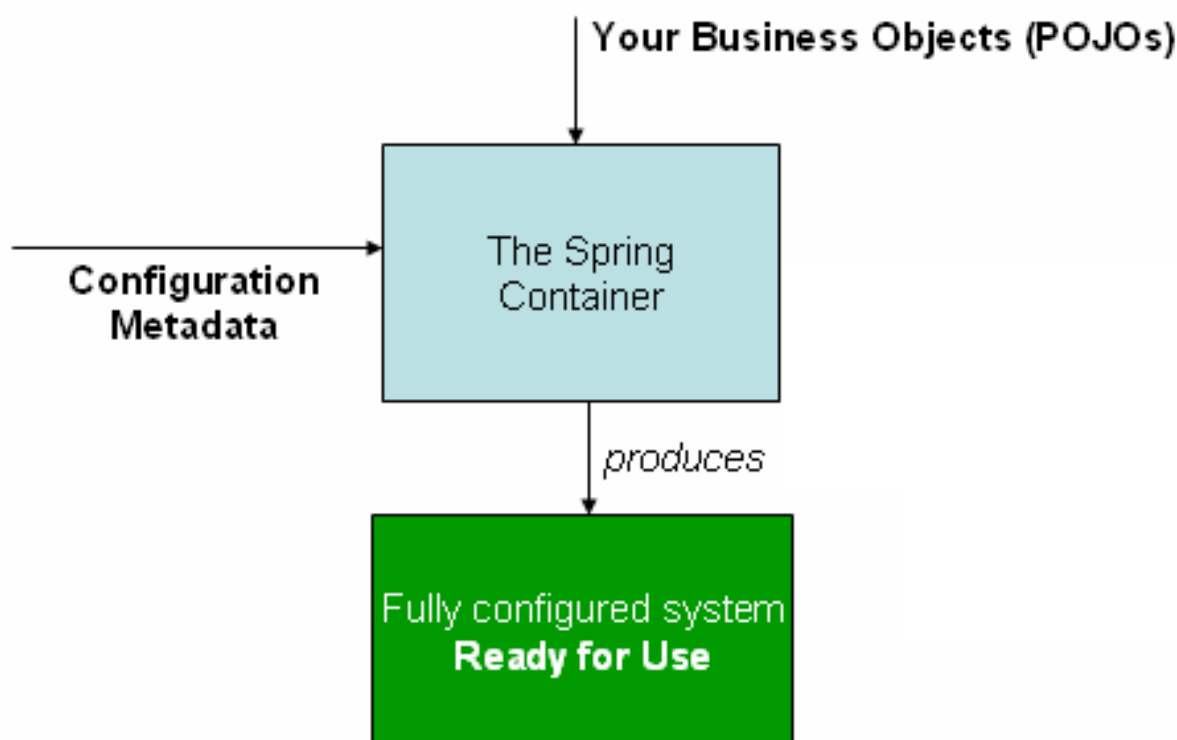 Your Business Objects (POJOs)
The Spring
Container
Configuration
Metadata
produces
Fully configured system
Ready for Use